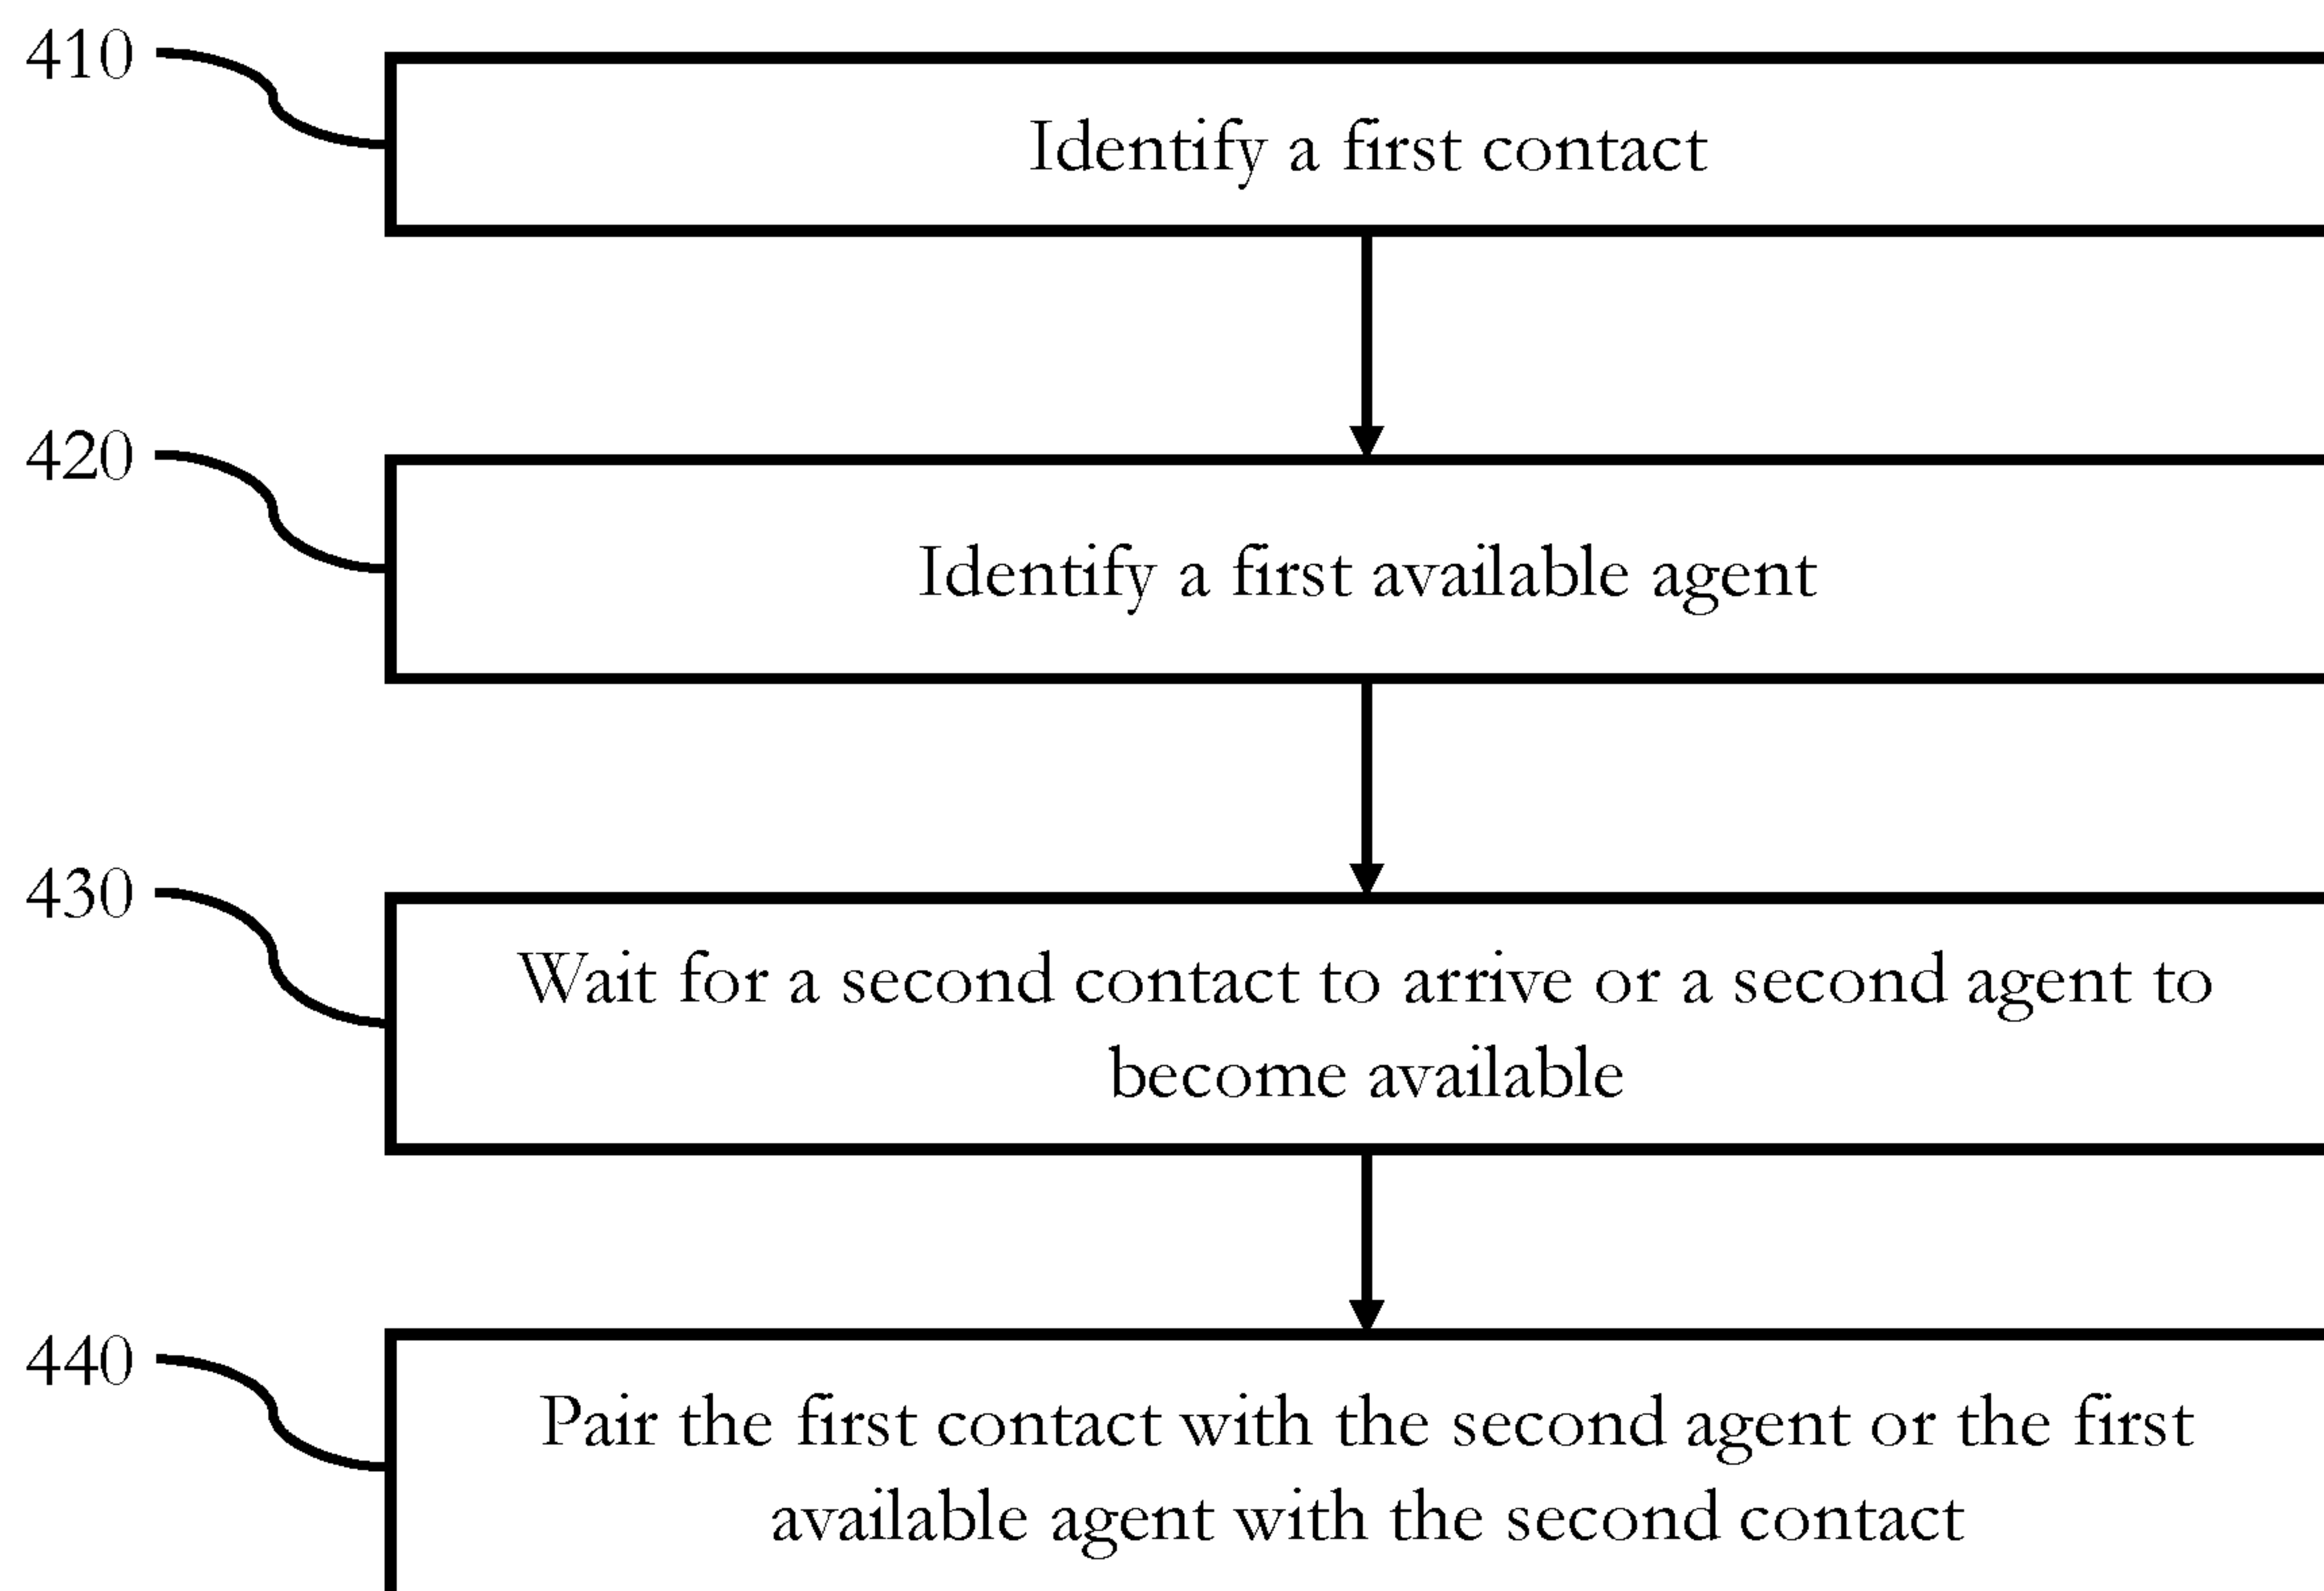 410
Identify a first contact
420
Identify a first available agent
430
Wait for a second contact to arrive or a second agent to
become available
440
Pair the first contact with the second agent or the first
available agent with the second contact